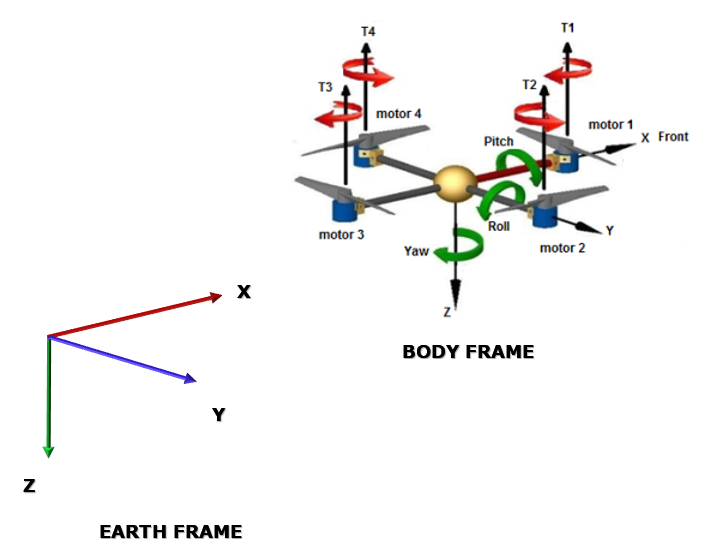 T4
T1
T3
T2
motor 4
motor 1
X Front
Pitch
Roll
Y
motor 3
motor 2
Yaw
Z
BODY FRAME
X
Y
Z
EARTH FRAME